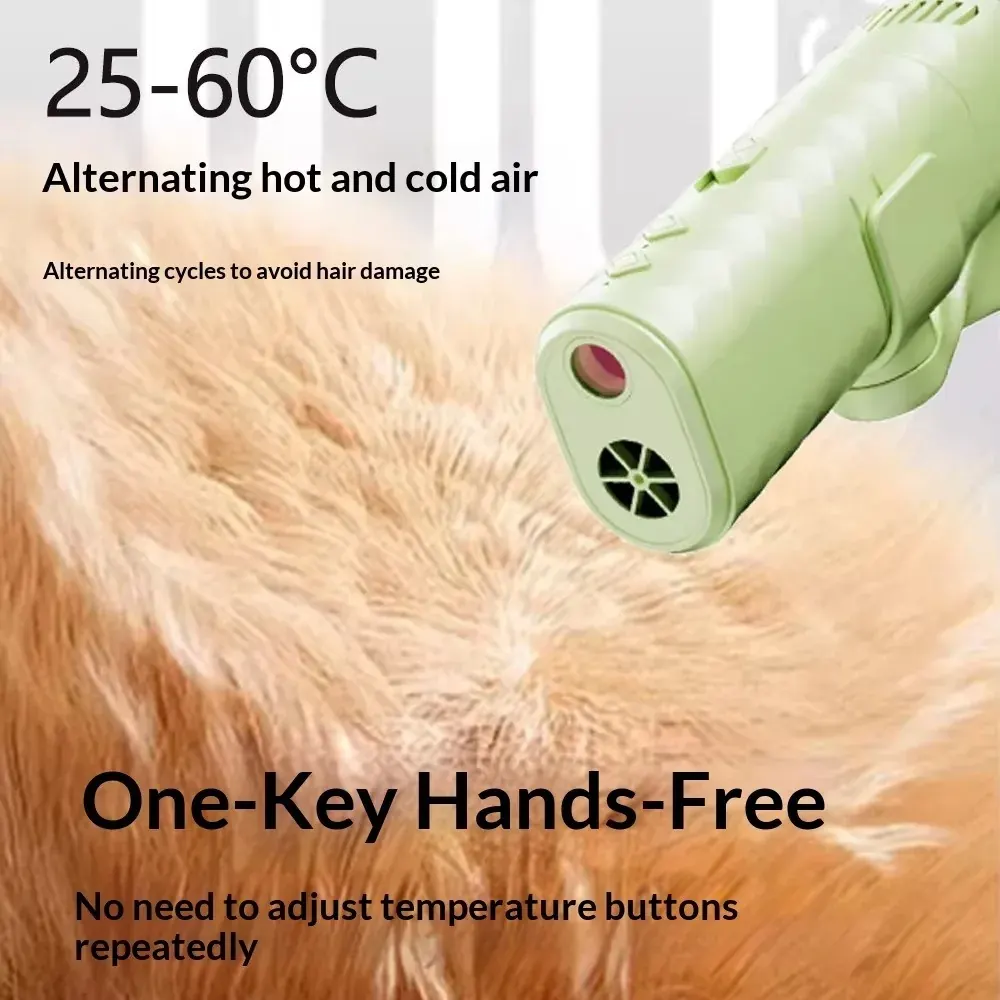 25-60°C
Alternating hot and cold air
Alternating cycles to avoid hair damage
One-Key Hands-Free
No need to adjust temperature buttons
repeatedly